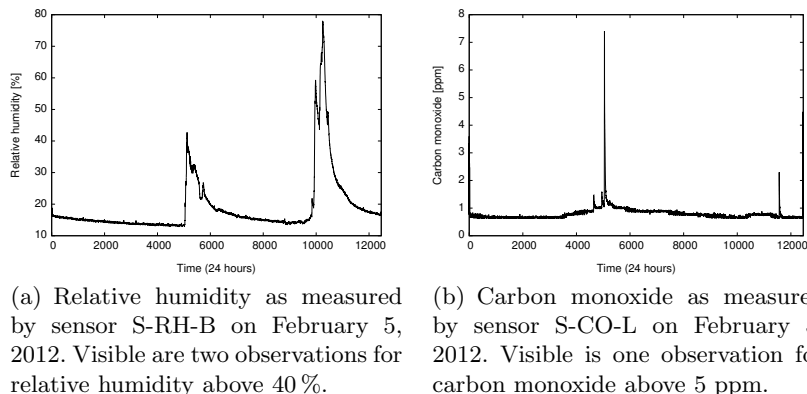 80
70
60
50
40
30
20
10
0 2000 4000 6000 8000 10000 12000
Relative humidity [%]
Time (24 hours)
8
7
6
5
4
3
2
1
0
0 2000 4000 6000 8000 10000 12000
Carbon monoxide [ppm]
Time (24 hours)
(a) Relative humidity as measured
by sensor S-RH-B on February 5,
2012. Visible are two observations for
relative humidity above 40 %.
(b) Carbon monoxide as measure
by sensor S-CO-L on February
2012. Visible is one observation fo
carbon monoxide above 5 ppm.